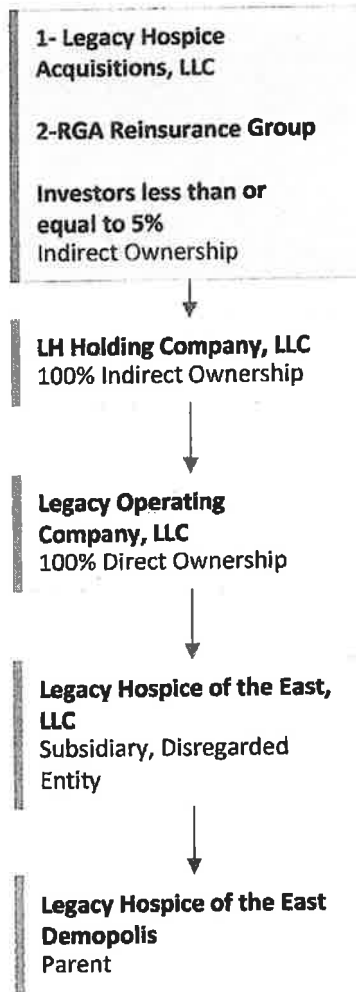 1- Legacy Hospice
Acquisitions, LLC
2-RGA Reinsurance Group
Investors less than or
equal to 5%
Indirect Ownership
LH Holding Company, LLC
100% Indirect Ownership
Legacy Operating
Company, LLC
100% Direct Ownership
Legacy Hospice of the East,
LLC
Subsidiary, Disregarded
Entity
Legacy Hospice of the East
Demopolis
Parent